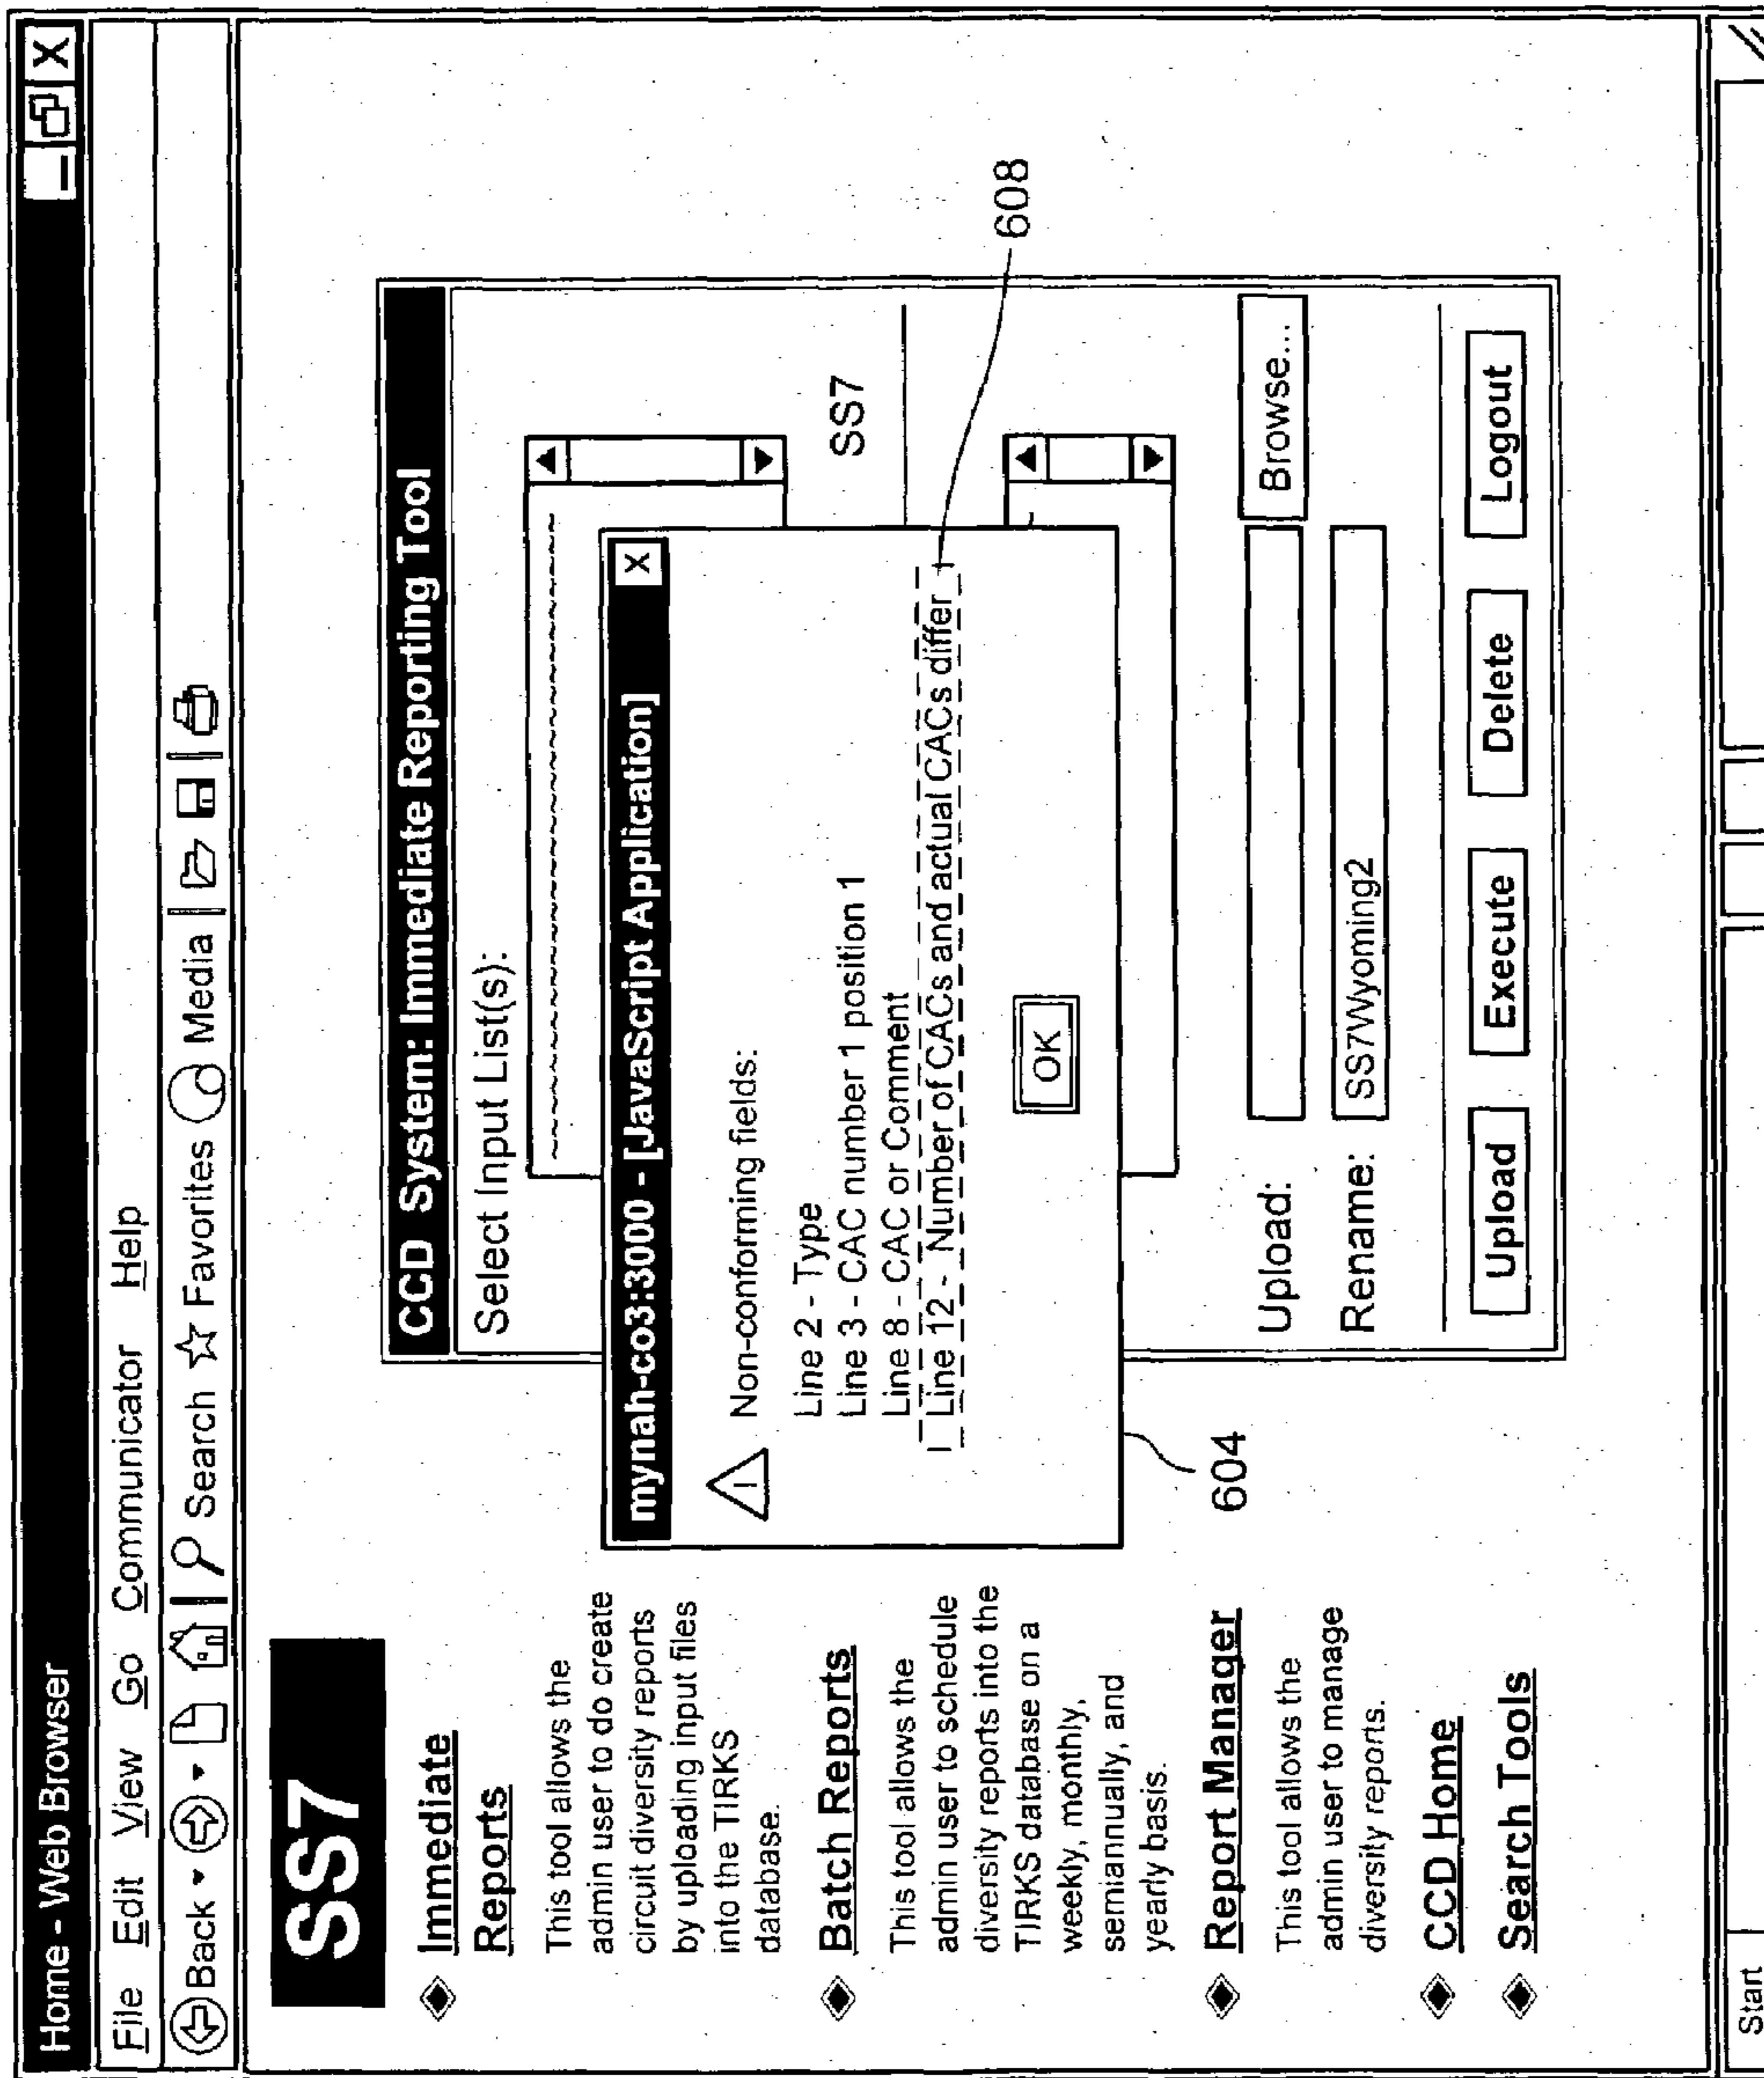 Home - Web Browser
X
File Edit View Go Communicator Help
Back Search Favorites Media
SS7
Immediate
Reports
This tool allows the
admin user to do create
circuit diversity reports
by uploading input files
into the TIRKS
database.
Batch Reports
This tool allows the
admin user to schedule
diversity reports into the
TIRKS database on a
weekly, monthly,
semiannually, and
yearly basis.
Report Manager
This tool allows the
admin user to manage
diversity reports.
CCD Home
Search Tools
CCD System: Immediate Reporting Tool
Select Input List(s):
SS7
mynah-co3:3000 - [JavaScript Application]
X
! Non-conforming fields:
Line 2 - Type
Line 3 - CAC number 1 position 1
Line 8 - CAC or Comment
Line 12 - Number of CACs and actual CACs differ
OK
608
604
Upload: Browse...
Rename: SS7Wyoming2
Upload Execute Delete Logout
Start